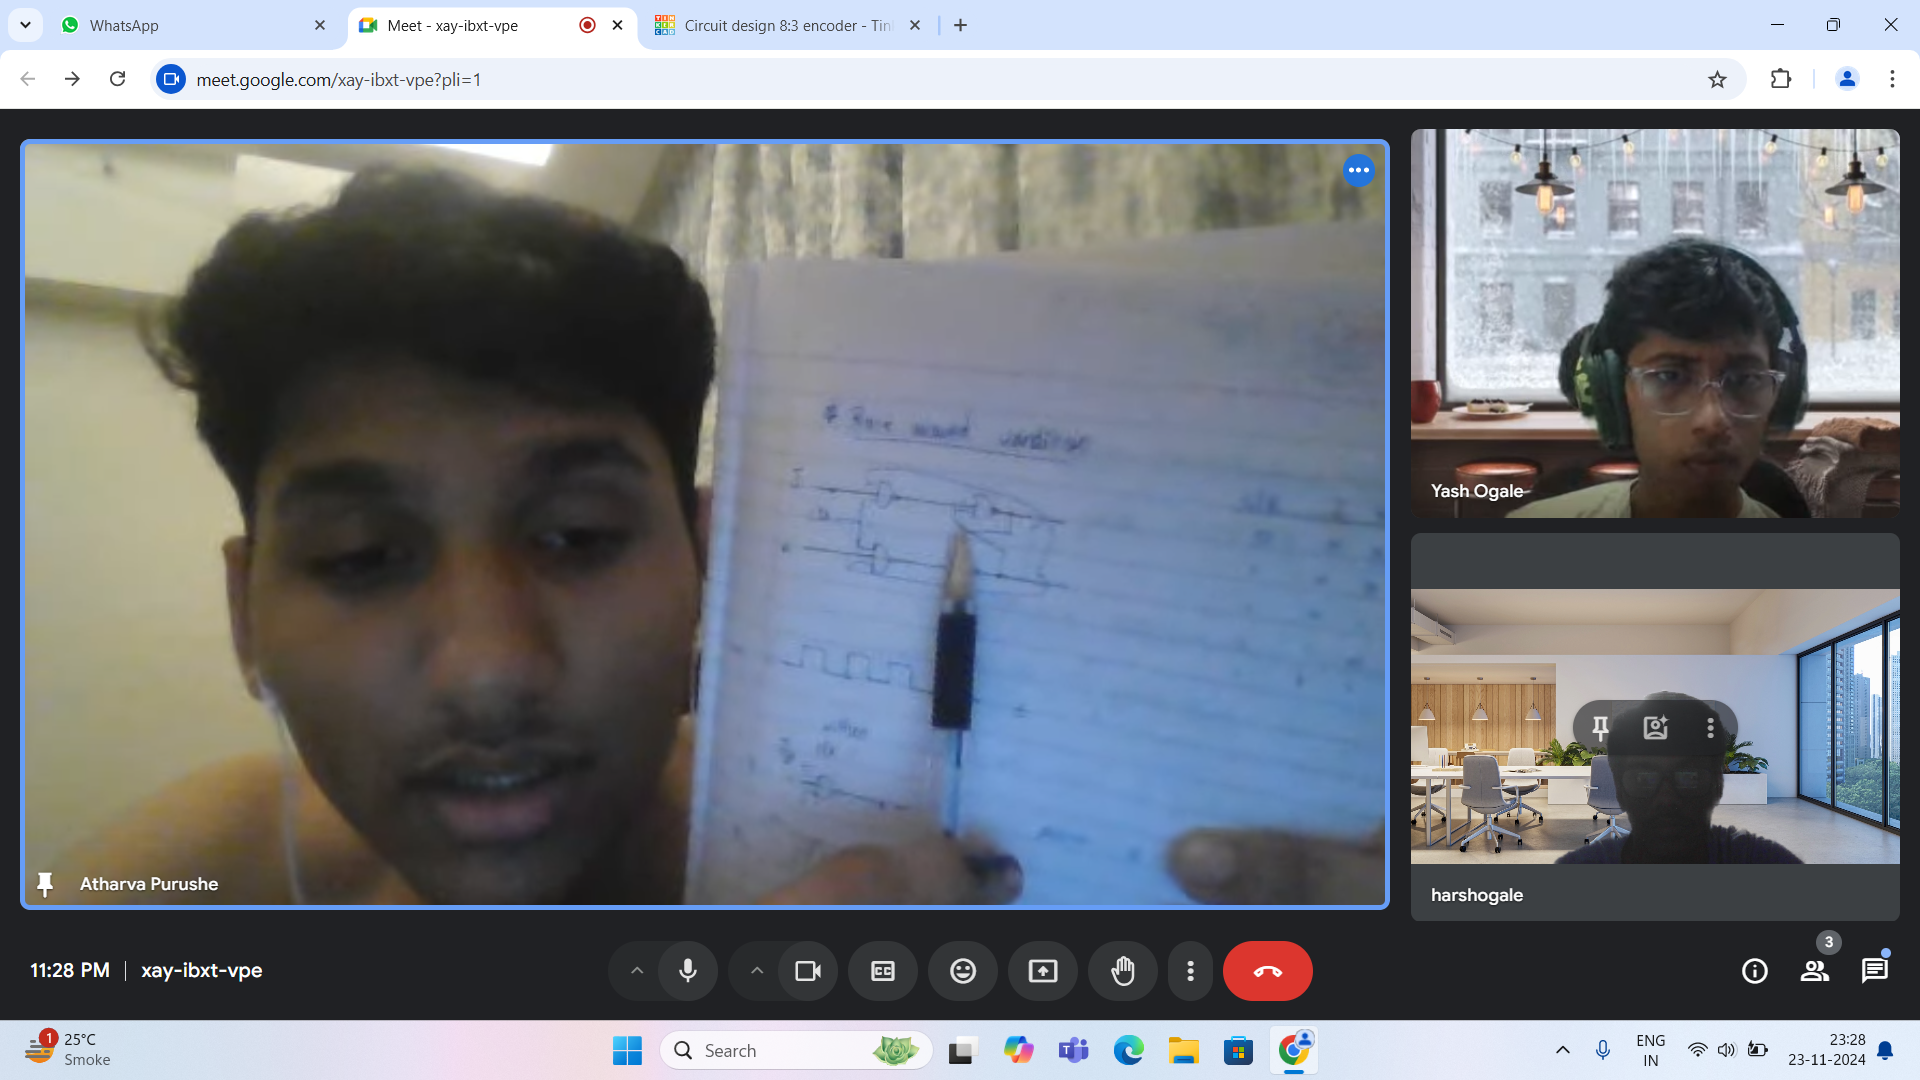 WhatsApp
Meet - xay-ibxt-vpe
Circuit design 8:3 encoder - Tin
meet.google.com/xay-ibxt-vpe?pli=1
I
Yash Ogale
harshogale
Atharva Purushe
11:28 PM | xay-ibxt-vpe
CC
3
1
25°C
Smoke
Search
ENG
IN
23:28
23-11-2024